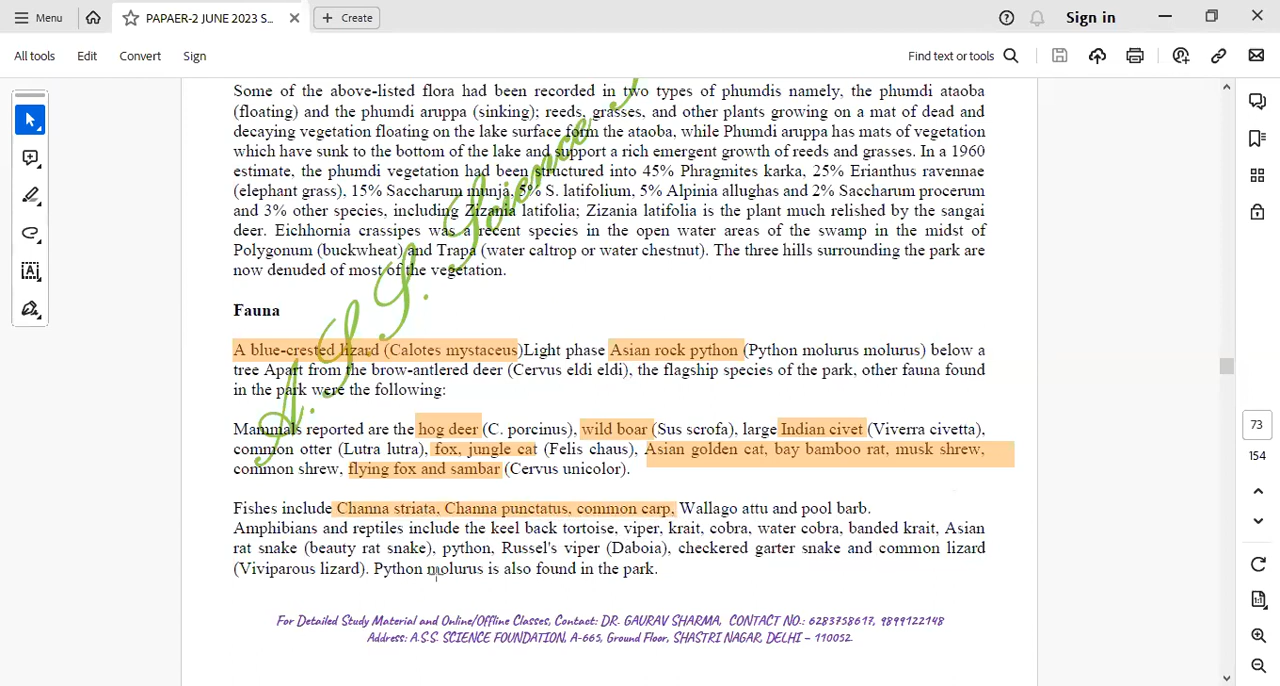 Menu
PAPAER-2 JUNE 2023 S...
Create
Sign in
All tools
Edit
Convert
Sign
Find text or tools
Some of the above-listed flora had been recorded in two types of phumdis namely, the phumdi ataoba
(floating) and the phumdi aruppa (sinking); reeds, grasses, and other plants growing on a mat of dead and
decaying vegetation floating on the lake surface form the ataoba, while Phumdi aruppa has mats of vegetation
which have sunk to the bottom of the lake and support a rich emergent growth of reeds and grasses. In a 1960
estimate, the phumdi vegetation had been structured into 45% Phragmites karka, 25% Erianthus ravennae
(elephant grass), 15% Saccharum munja, 5% S. latifolium, 5% Alpinia allughas and 2% Saccharum procerum
and 3% other species, including Zizania latifolia; Zizania latifolia is the plant much relished by the sangai
deer. Eichhornia crassipes was a recent species in the open water areas of the swamp in the midst of
Polygonum (buckwheat) and Trapa (water caltrop or water chestnut). The three hills surrounding the park are
now denuded of most of the vegetation.
Fauna
A blue-crested lizard (Calotes mystaceus)Light phase Asian rock python (Python molurus molurus) below a
tree Apart from the brow-antlered deer (Cervus eldi eldi), the flagship species of the park, other fauna found
in the park were the following:
Mammals reported are the hog deer (C. porcinus), wild boar (Sus scrofa), large Indian civet (Viverra civetta),
common otter (Lutra lutra), fox, jungle cat (Felis chaus), Asian golden cat, bay bamboo rat, musk shrew,
common shrew, flying fox and sambar (Cervus unicolor).
Fishes include Channa striata, Channa punctatus, common carp, Wallago attu and pool barb.
Amphibians and reptiles include the keel back tortoise, viper, krait, cobra, water cobra, banded krait, Asian
rat snake (beauty rat snake), python, Russel's viper (Daboia), checkered garter snake and common lizard
(Viviparous lizard). Python molurus is also found in the park.
A.S.S. Science
For Detailed Study Material and Online/Offline Classes, Contact: DR. GAURAV SHARMA, CONTACT NO.: 6283758617, 9899122148
Address: A.S.S. SCIENCE FOUNDATION, A-665, Ground Floor, SHASTRI NAGAR, DELHI – 110052.
73
154